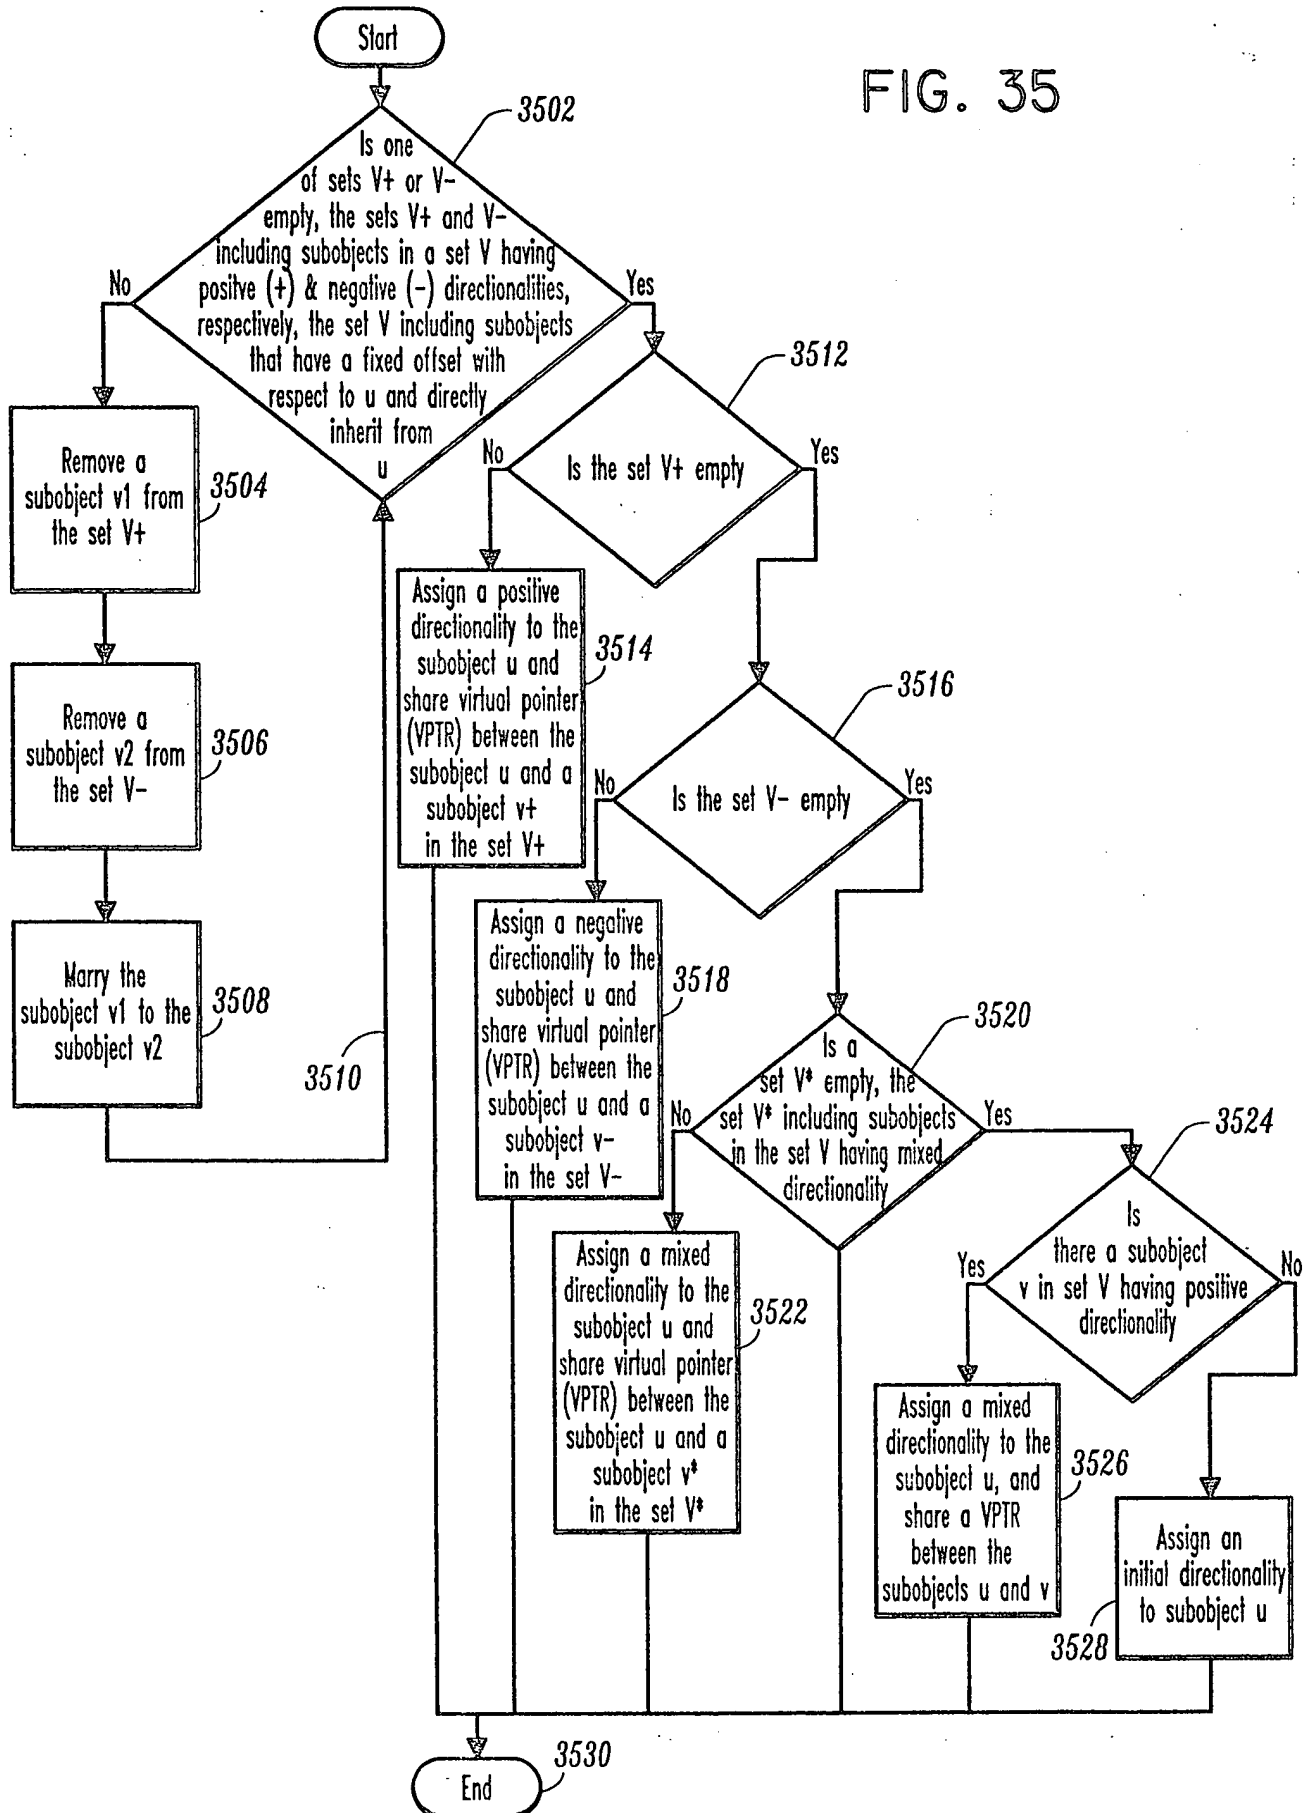 Start
FIG. 35
3502
Is one
of sets V+ or V-
empty, the sets V+ and V-
including subobjects in a set V having
positve (+) & negative (-) directionalities,
respectively, the set V including subobjects
that have a fixed offset with
respect to u and directly
inherit from
u
No
Yes
3512
Is the set V+ empty
No
Yes
Remove a
subobject v1 from
the set V+
3504
Remove a
subobject v2 from
the set V-
3506
Marry the
subobject v1 to the
subobject v2
3508
3510
Assign a positive
directionality to the
subobject u and
share virtual pointer
(VPTR) between the
subobject u and a
subobject v+
in the set V+
3514
3516
Is the set V- empty
No
Yes
Assign a negative
directionality to the
subobject u and
share virtual pointer
(VPTR) between the
subobject u and a
subobject v-
in the set V-
3518
3520
Is a
set V* empty, the
set V* including subobjects
in the set V having mixed
directionality
No
Yes
Assign a mixed
directionality to the
subobject u and
share virtual pointer
(VPTR) between the
subobject u and a
subobject v*
in the set V*
3522
3524
Is
there a subobject
v in set V having positive
directionality
Yes
No
Assign a mixed
directionality to the
subobject u, and
share a VPTR
between the
subobjects u and v
3526
Assign an
initial directionality
to subobject u
3528
End
3530